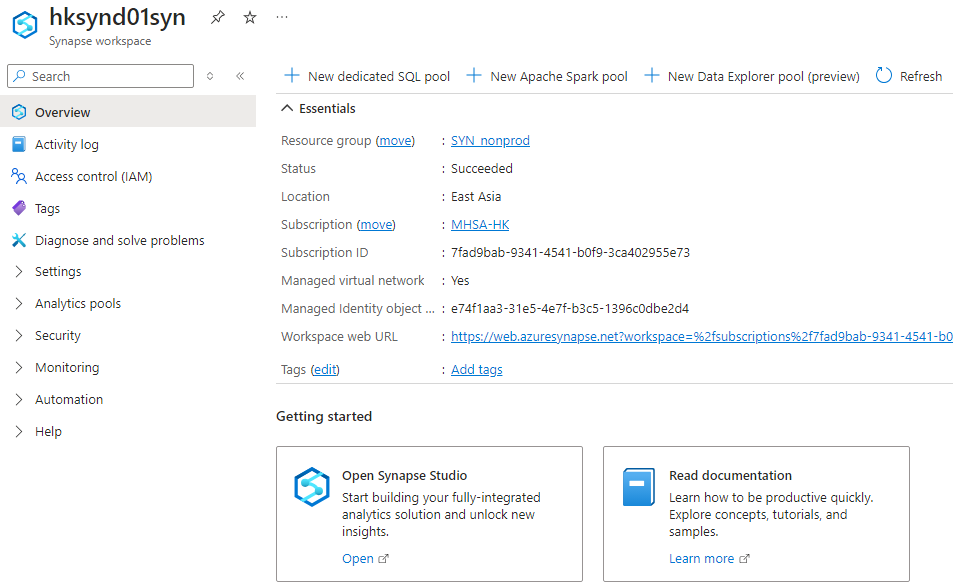 hksynd01syn
Synapse workspace
Search
New dedicated SQL pool
New Apache Spark pool
New Data Explorer pool (preview)
Refresh
Overview
Activity log
Access control (IAM)
Tags
Diagnose and solve problems
Settings
Analytics pools
Security
Monitoring
Automation
Help
Essentials
Resource group (move) : SYN_nonprod
Status : Succeeded
Location : East Asia
Subscription (move) : MHSA-HK
Subscription ID : 7fad9bab-9341-4541-b0f9-3ca402955e73
Managed virtual network : Yes
Managed Identity object ... : e74f1aa3-31e5-4e7f-b3c5-1396c0dbe2d4
Workspace web URL : https://web.azuresynapse.net?workspace=%2fsubscriptions%2f7fad9bab-9341-4541-b0
Tags (edit) : Add tags
Getting started
Open Synapse Studio
Start building your fully-integrated
analytics solution and unlock new
insights.
Open
Read documentation
Learn how to be productive quickly.
Explore concepts, tutorials, and
samples.
Learn more